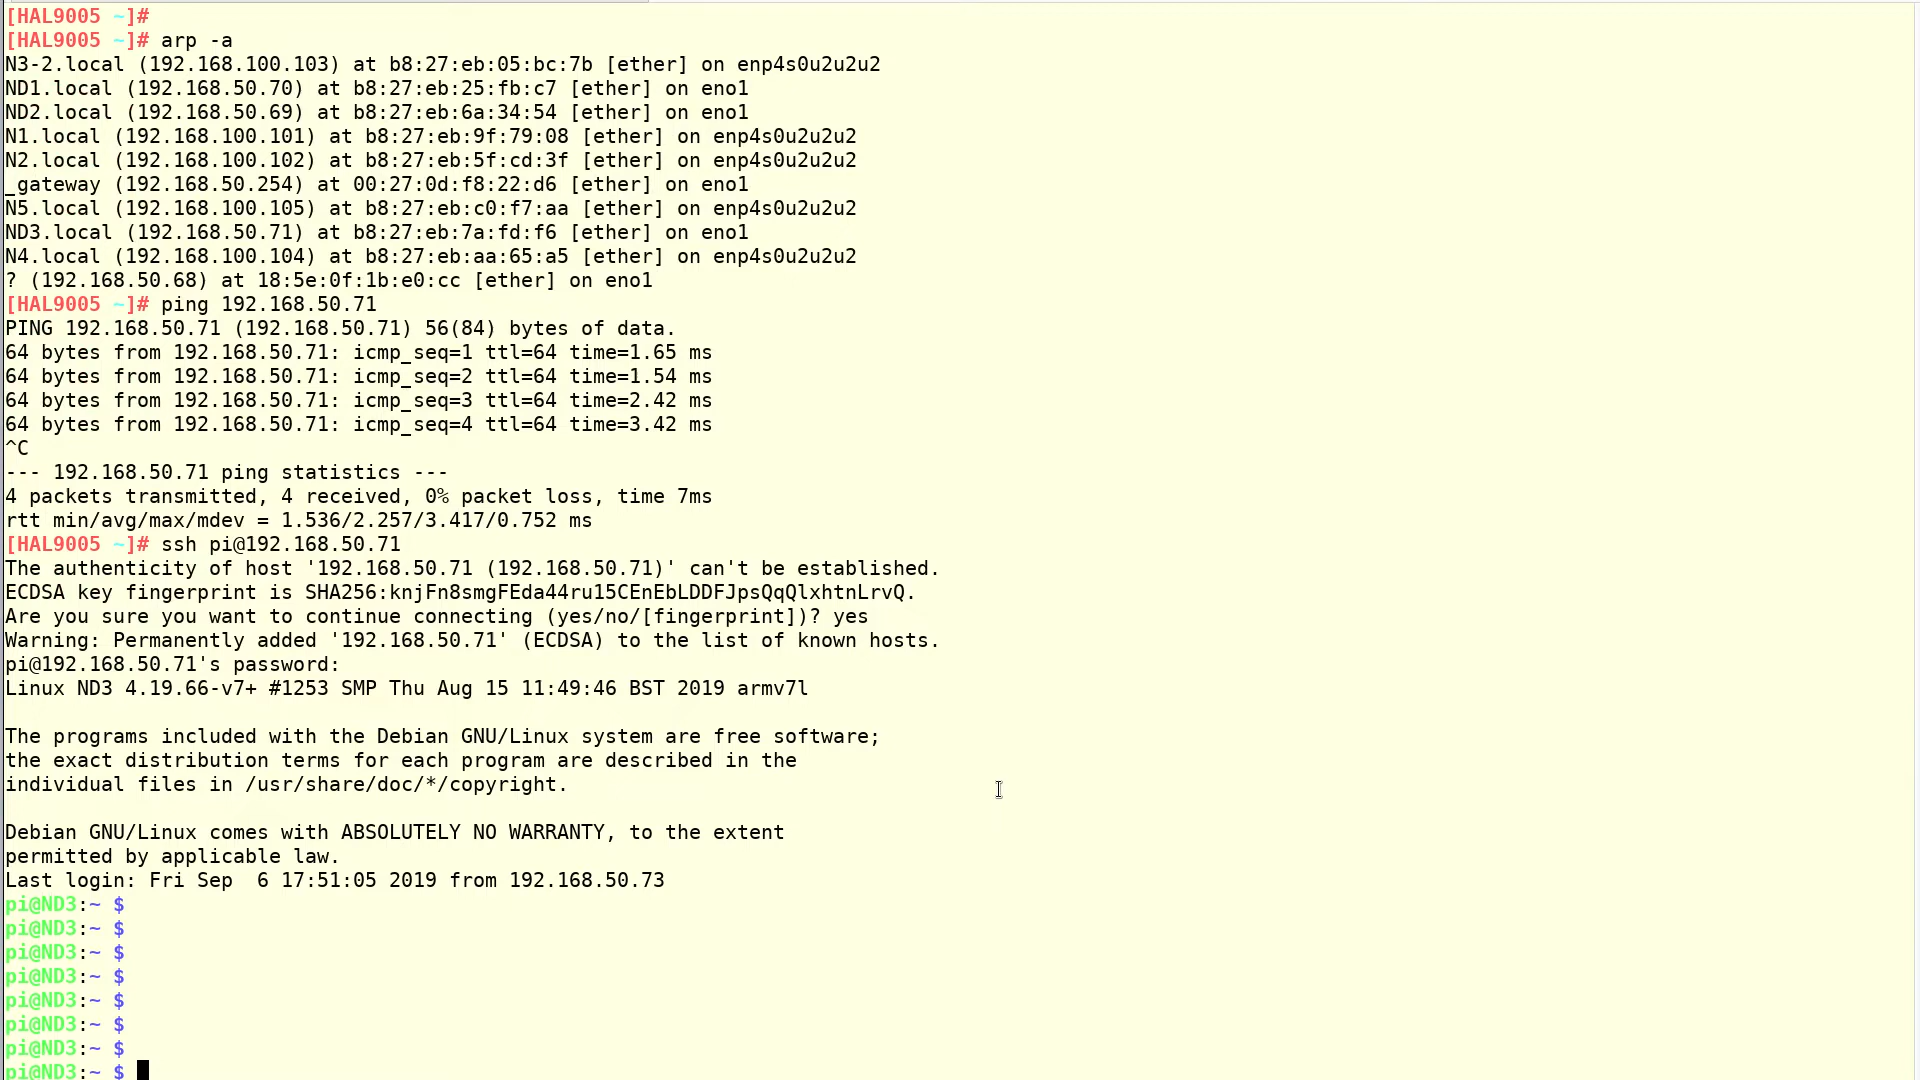 [HAL9005 ~]#
[HAL9005 ~]# arp -a
N3-2.local (192.168.100.103) at b8:27:eb:05:bc:7b [ether] on enp4s0u2u2u2
ND1.local (192.168.50.70) at b8:27:eb:25:fb:c7 [ether] on eno1
ND2.local (192.168.50.69) at b8:27:eb:6a:34:54 [ether] on eno1
N1.local (192.168.100.101) at b8:27:eb:9f:79:08 [ether] on enp4s0u2u2u2
N2.local (192.168.100.102) at b8:27:eb:5f:cd:3f [ether] on enp4s0u2u2u2
_gateway (192.168.50.254) at 00:27:0d:f8:22:d6 [ether] on eno1
N5.local (192.168.100.105) at b8:27:eb:c0:f7:aa [ether] on enp4s0u2u2u2
ND3.local (192.168.50.71) at b8:27:eb:7a:fd:f6 [ether] on eno1
N4.local (192.168.100.104) at b8:27:eb:aa:65:a5 [ether] on enp4s0u2u2u2
? (192.168.50.68) at 18:5e:0f:1b:e0:cc [ether] on eno1
[HAL9005 ~]# ping 192.168.50.71
PING 192.168.50.71 (192.168.50.71) 56(84) bytes of data.
64 bytes from 192.168.50.71: icmp_seq=1 ttl=64 time=1.65 ms
64 bytes from 192.168.50.71: icmp_seq=2 ttl=64 time=1.54 ms
64 bytes from 192.168.50.71: icmp_seq=3 ttl=64 time=2.42 ms
64 bytes from 192.168.50.71: icmp_seq=4 ttl=64 time=3.42 ms
^C
--- 192.168.50.71 ping statistics ---
4 packets transmitted, 4 received, 0% packet loss, time 7ms
rtt min/avg/max/mdev = 1.536/2.257/3.417/0.752 ms
[HAL9005 ~]# ssh pi@192.168.50.71
The authenticity of host '192.168.50.71 (192.168.50.71)' can't be established.
ECDSA key fingerprint is SHA256:knjFn8smgFEda44ru15CEnEbLDDFJpsQqQlxhtnLrvQ.
Are you sure you want to continue connecting (yes/no/[fingerprint])? yes
Warning: Permanently added '192.168.50.71' (ECDSA) to the list of known hosts.
pi@192.168.50.71's password:
Linux ND3 4.19.66-v7+ #1253 SMP Thu Aug 15 11:49:46 BST 2019 armv7l
The programs included with the Debian GNU/Linux system are free software;
the exact distribution terms for each program are described in the
individual files in /usr/share/doc/*/copyright.
Debian GNU/Linux comes with ABSOLUTELY NO WARRANTY, to the extent
permitted by applicable law.
Last login: Fri Sep  6 17:51:05 2019 from 192.168.50.73
pi@ND3:~ $
pi@ND3:~ $
pi@ND3:~ $
pi@ND3:~ $
pi@ND3:~ $
pi@ND3:~ $
pi@ND3:~ $
pi@ND3:~ $